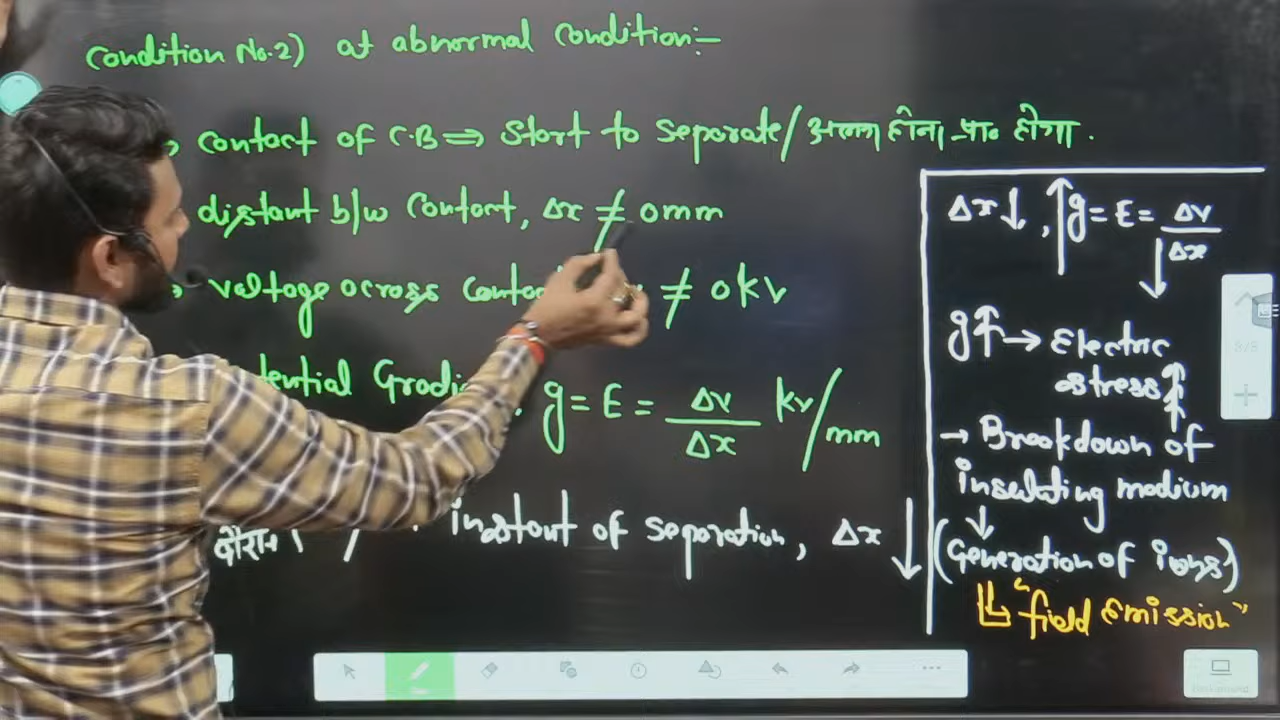 Condition No.2) at abnormal condition:-
contact of C.B ⇒ Start to Separate/अलग होना प्रा० होगा.
distant b/w contact, Δx ≠ 0mm
voltage across contact ≠ 0kv
g = E = Δv/Δx kv/mm
दौरान
instant of separation, Δx ↓
Δx↓, ↑g = E = Δv/Δx↓
g↑ → Electric
stress↑↑
→ Breakdown of
insulating medium
↓
(Generation of ions)
↳ "field Emission"